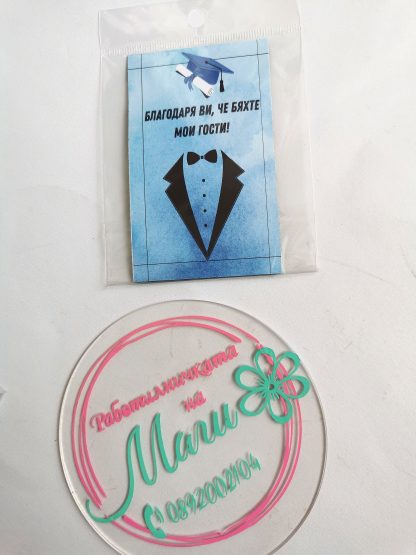 БЛАГОДАРЯ ВИ, ЧЕ БЯХТЕ
МОИ ГОСТИ!
Работилничката
на
Маги
0892002104